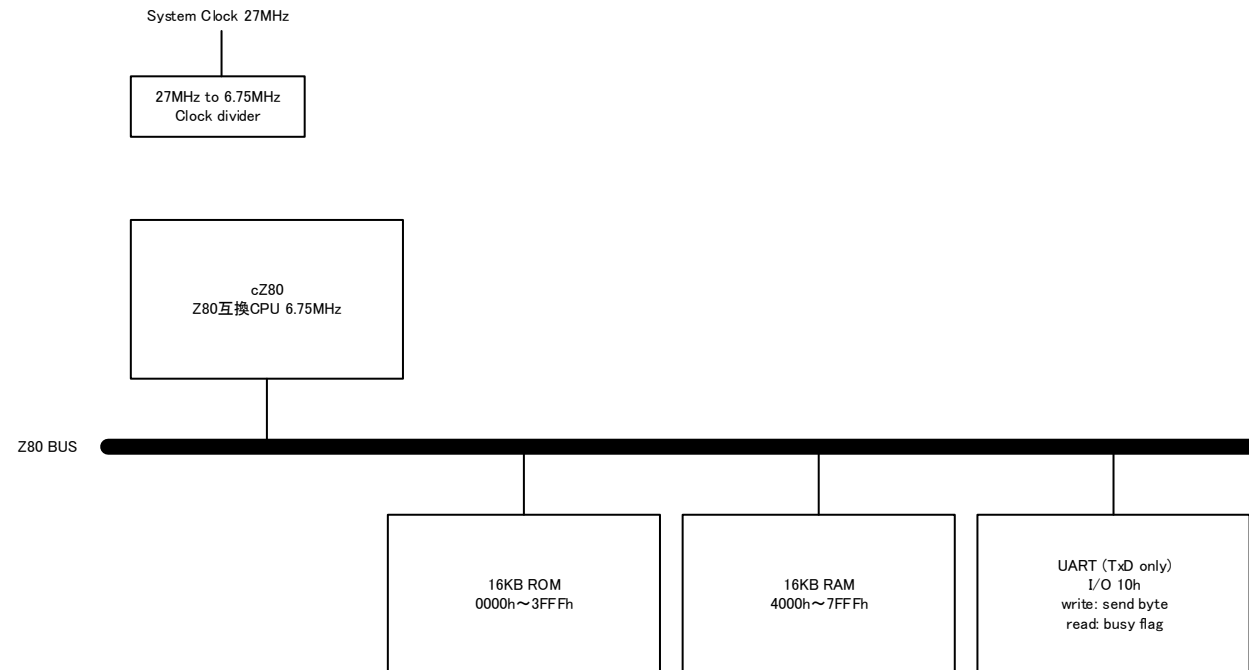 System Clock 27MHz
27MHz to 6.75MHz
Clock divider
cZ80
Z80互換CPU 6.75MHz
Z80 BUS
16KB ROM
0000h～3FFFh
16KB RAM
4000h～7FFFh
UART (TxD only)
I/O 10h
write: send byte
read: busy flag